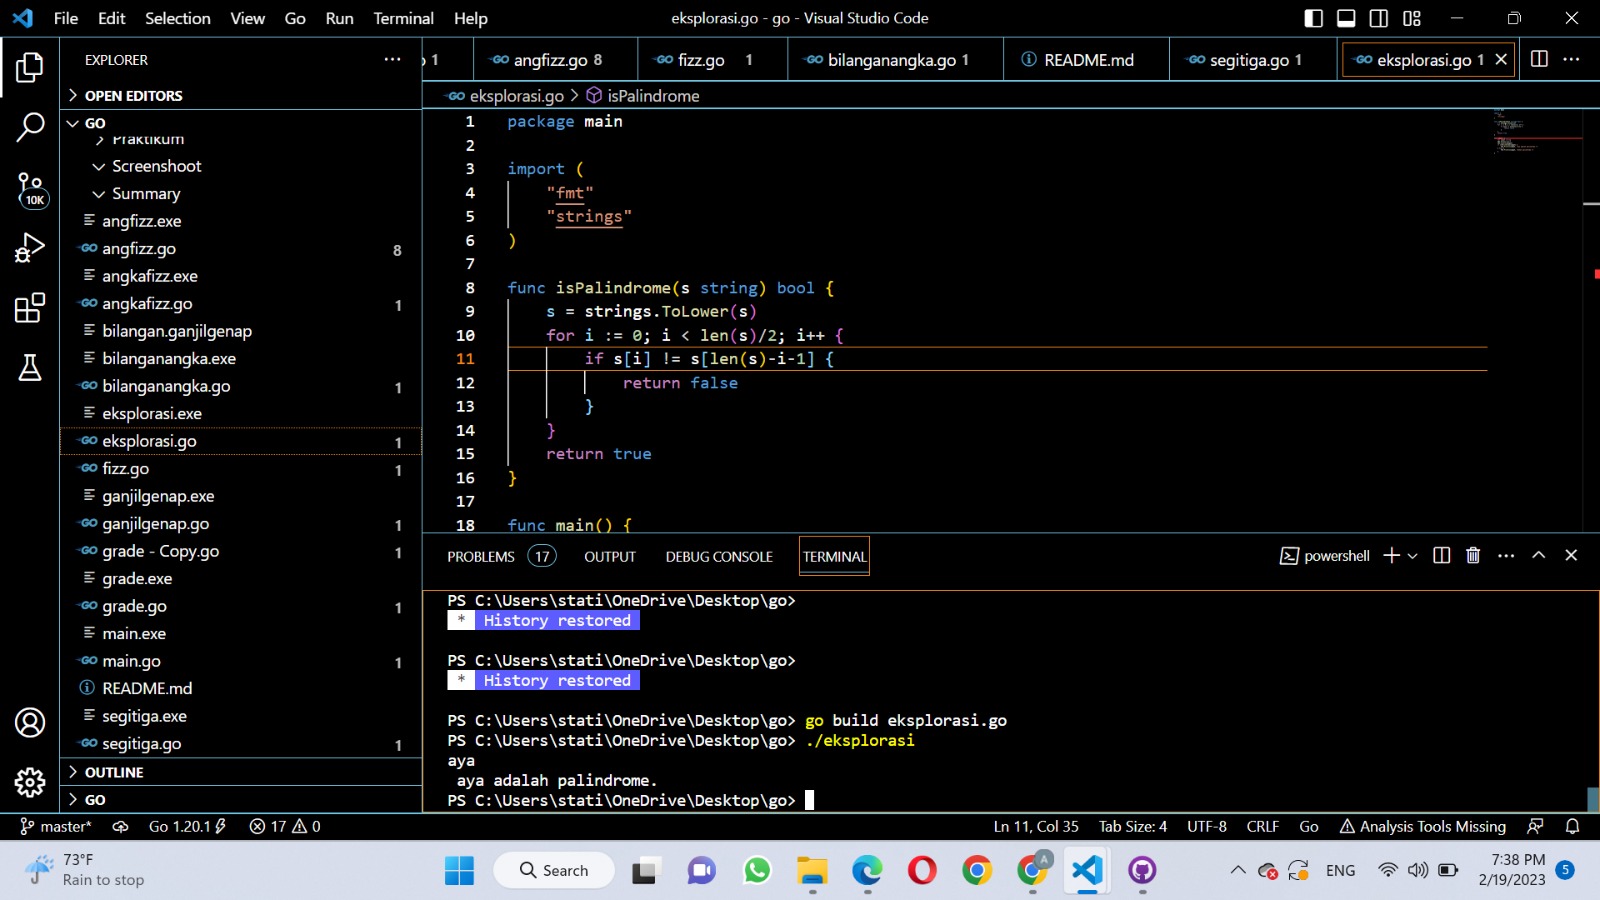 File Edit Selection View Go Run Terminal Help eksplorasi.go - go - Visual Studio Code
EXPLORER ...
1 angfizz.go 8 fizz.go 1 bilanganangka.go 1 README.md segitiga.go 1 eksplorasi.go 1
OPEN EDITORS
eksplorasi.go > isPalindrome
GO
Praktikum
Screenshoot
Summary
angfizz.exe
angfizz.go 8
angkafizz.exe
angkafizz.go 1
bilangan.ganjilgenap
bilanganangka.exe
bilanganangka.go 1
eksplorasi.exe
eksplorasi.go 1
fizz.go 1
ganjilgenap.exe
ganjilgenap.go 1
grade - Copy.go 1
grade.exe
grade.go 1
main.exe
main.go 1
README.md
segitiga.exe
segitiga.go 1
OUTLINE
GO
10K
1 package main
2
3 import (
4 "fmt"
5 "strings"
6 )
7
8 func isPalindrome(s string) bool {
9 s = strings.ToLower(s)
10 for i := 0; i < len(s)/2; i++ {
11 if s[i] != s[len(s)-i-1] {
12 return false
13 }
14 }
15 return true
16 }
17
18 func main() {
PROBLEMS 17 OUTPUT DEBUG CONSOLE TERMINAL powershell
PS C:\Users\stati\OneDrive\Desktop\go>
* History restored
PS C:\Users\stati\OneDrive\Desktop\go>
* History restored
PS C:\Users\stati\OneDrive\Desktop\go> go build eksplorasi.go
PS C:\Users\stati\OneDrive\Desktop\go> ./eksplorasi
aya
aya adalah palindrome.
PS C:\Users\stati\OneDrive\Desktop\go>
master* Go 1.20.1 17 0 Ln 11, Col 35 Tab Size: 4 UTF-8 CRLF Go Analysis Tools Missing
73°F
Rain to stop
Search
A
ENG
7:38 PM
2/19/2023
5